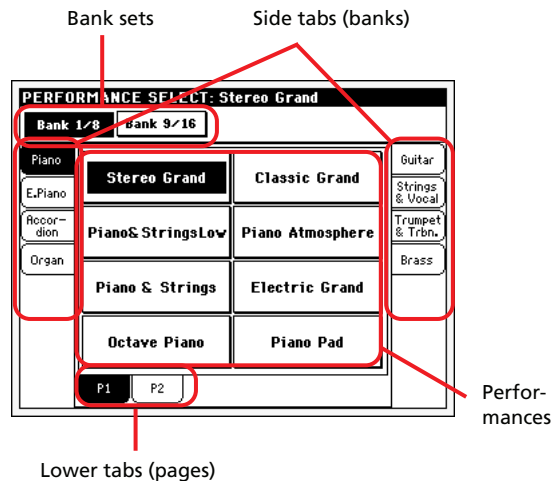 Bank sets
Side tabs (banks)
PERFORMANCE SELECT: Stereo Grand
Bank 1/8
Bank 9/16
Piano
E.Piano
Accor-
dion
Organ
Stereo Grand
Classic Grand
Piano& StringsLow
Piano Atmosphere
Piano & Strings
Electric Grand
Octave Piano
Piano Pad
Guitar
Strings
& Vocal
Trumpet
& Trbn.
Brass
P1
P2
Perfor-
mances
Lower tabs (pages)